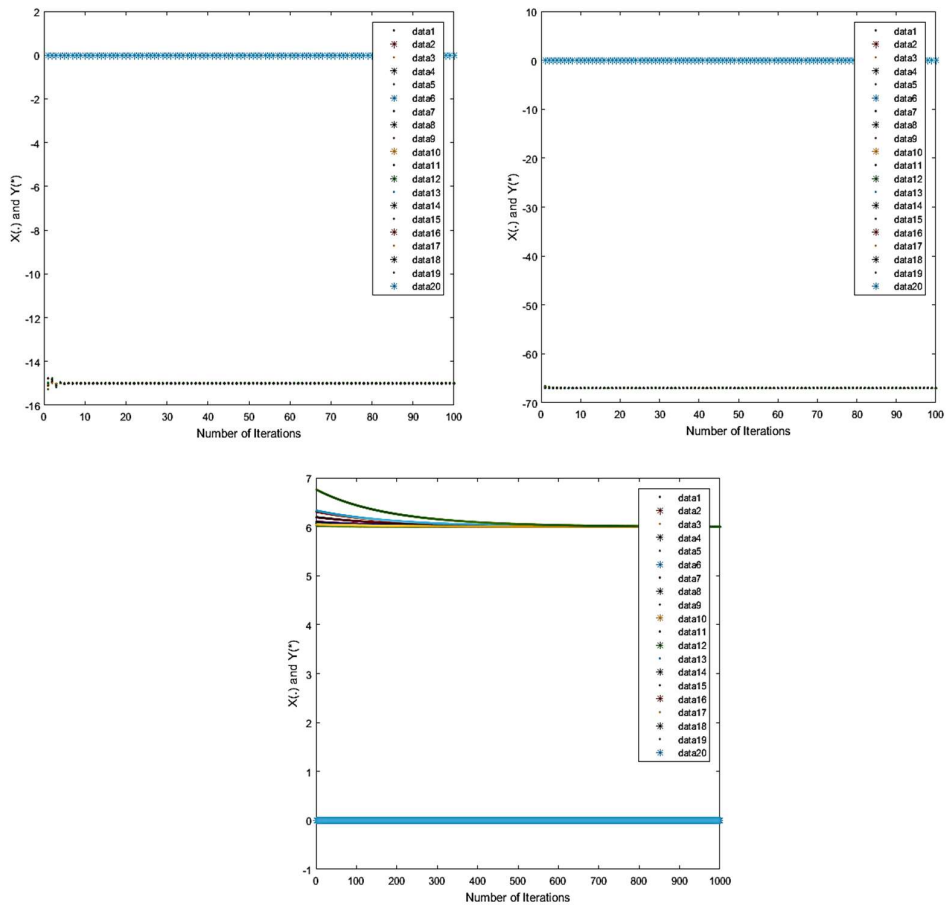 2
0
-2
-4
-6
-8
-10
-12
-14
-16
X(.) and Y(*)
0 10 20 30 40 50 60 70 80 90 100
Number of Iterations
data1
data2
data3
data4
data5
data6
data7
data8
data9
data10
data11
data12
data13
data14
data15
data16
data17
data18
data19
data20
10
0
-10
-20
-30
-40
-50
-60
-70
X(.) and Y(*)
0 10 20 30 40 50 60 70 80 90 100
Number of Iterations
data1
data2
data3
data4
data5
data6
data7
data8
data9
data10
data11
data12
data13
data14
data15
data16
data17
data18
data19
data20
7
6
5
4
3
2
1
0
-1
X(.) and Y(*)
0 100 200 300 400 500 600 700 800 900 1000
Number of Iterations
data1
data2
data3
data4
data5
data6
data7
data8
data9
data10
data11
data12
data13
data14
data15
data16
data17
data18
data19
data20